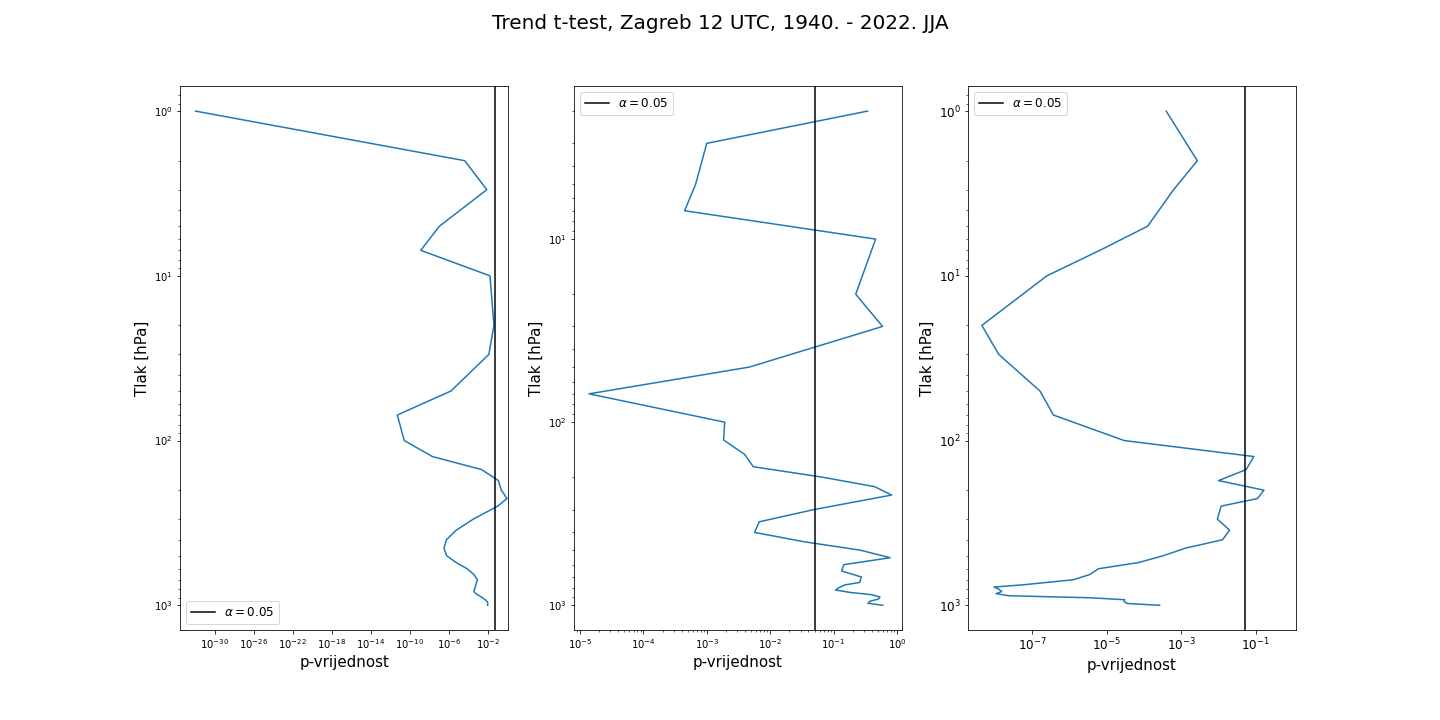 Trend t-test, Zagreb 12 UTC, 1940. - 2022. JJA
Tlak [hPa]
10⁰
10¹
10²
10³
α = 0.05
10⁻³⁰ 10⁻²⁶ 10⁻²² 10⁻¹⁸ 10⁻¹⁴ 10⁻¹⁰ 10⁻⁶ 10⁻²
p-vrijednost
Tlak [hPa]
α = 0.05
10¹
10²
10³
10⁻⁵ 10⁻⁴ 10⁻³ 10⁻² 10⁻¹ 10⁰
p-vrijednost
Tlak [hPa]
α = 0.05
10⁰
10¹
10²
10³
10⁻⁷ 10⁻⁵ 10⁻³ 10⁻¹
p-vrijednost